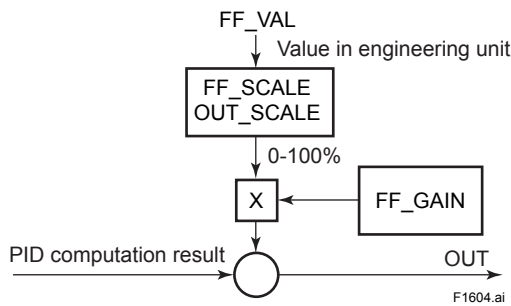 FF_VAL
Value in engineering unit
FF_SCALE
OUT_SCALE
0-100%
X
FF_GAIN
PID computation result
OUT
F1604.ai